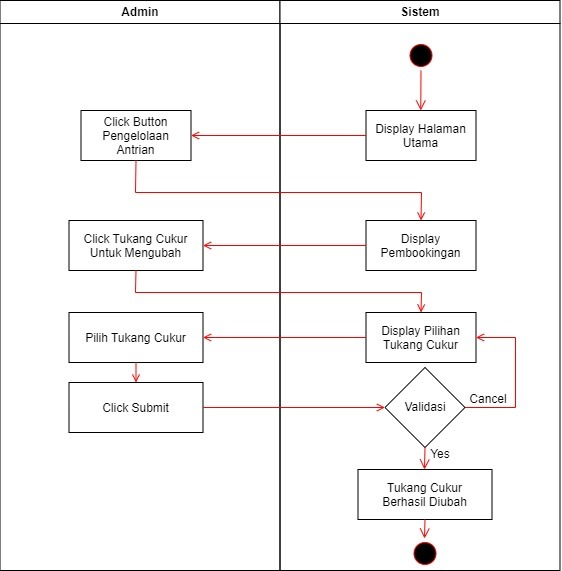 Admin
Sistem
Display Halaman
Utama
Click Button
Pengelolaan
Antrian
Display
Pembookingan
Click Tukang Cukur
Untuk Mengubah
Display Pilihan
Tukang Cukur
Pilih Tukang Cukur
Click Submit
Validasi
Cancel
Yes
Tukang Cukur
Berhasil Diubah